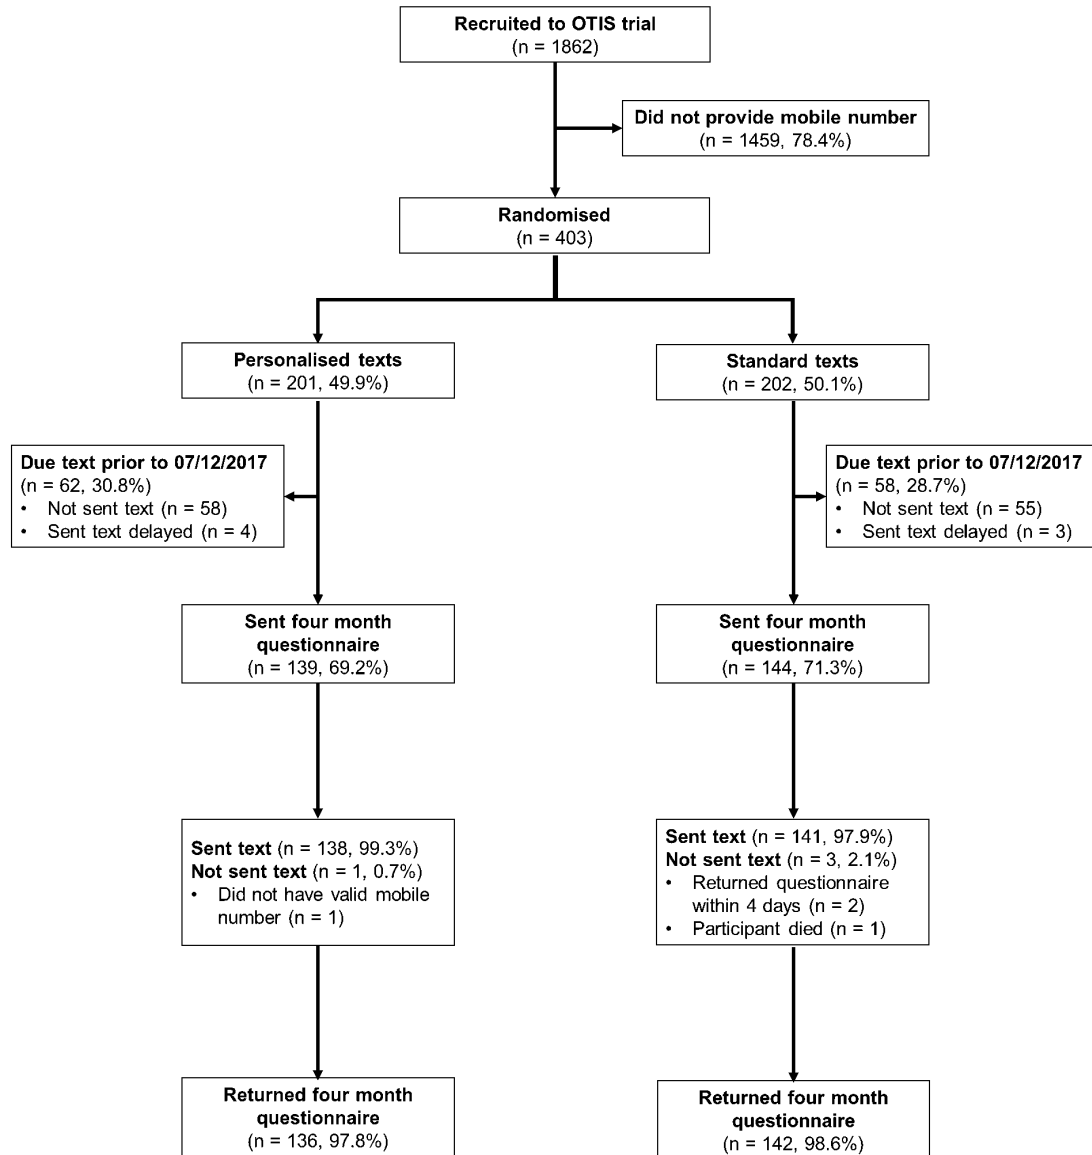 Recruited to OTIS trial
(n = 1862)
Did not provide mobile number
(n = 1459, 78.4%)
Randomised
(n = 403)
Personalised texts
(n = 201, 49.9%)
Standard texts
(n = 202, 50.1%)
Due text prior to 07/12/2017
(n = 62, 30.8%)
• Not sent text (n = 58)
• Sent text delayed (n = 4)
Due text prior to 07/12/2017
(n = 58, 28.7%)
• Not sent text (n = 55)
• Sent text delayed (n = 3)
Sent four month
questionnaire
(n = 139, 69.2%)
Sent four month
questionnaire
(n = 144, 71.3%)
Sent text (n = 138, 99.3%)
Not sent text (n = 1, 0.7%)
• Did not have valid mobile
number (n = 1)
Sent text (n = 141, 97.9%)
Not sent text (n = 3, 2.1%)
• Returned questionnaire
within 4 days (n = 2)
• Participant died (n = 1)
Returned four month
questionnaire
(n = 136, 97.8%)
Returned four month
questionnaire
(n = 142, 98.6%)